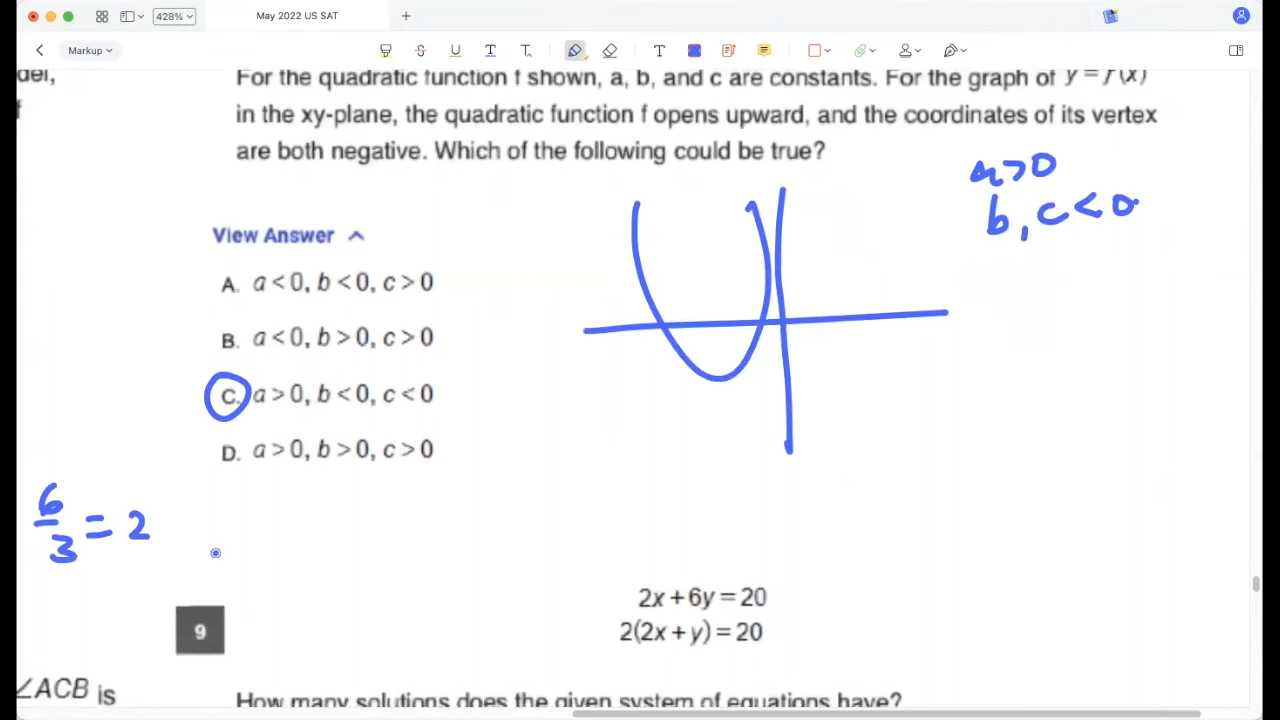 428%
May 2022 US SAT
Markup
T
del,
f
For the quadratic function f shown, a, b, and c are constants. For the graph of y = f(x)
in the xy-plane, the quadratic function f opens upward, and the coordinates of its vertex
are both negative. Which of the following could be true?
a>0
b, c<0
View Answer
A. a<0, b<0, c>0
B. a<0, b>0, c>0
C. a>0, b<0, c<0
D. a>0, b>0, c>0
6/3 = 2
2x+6y=20
9
2(2x+y)=20
∠ACB is
How many solutions does the given system of equations have?